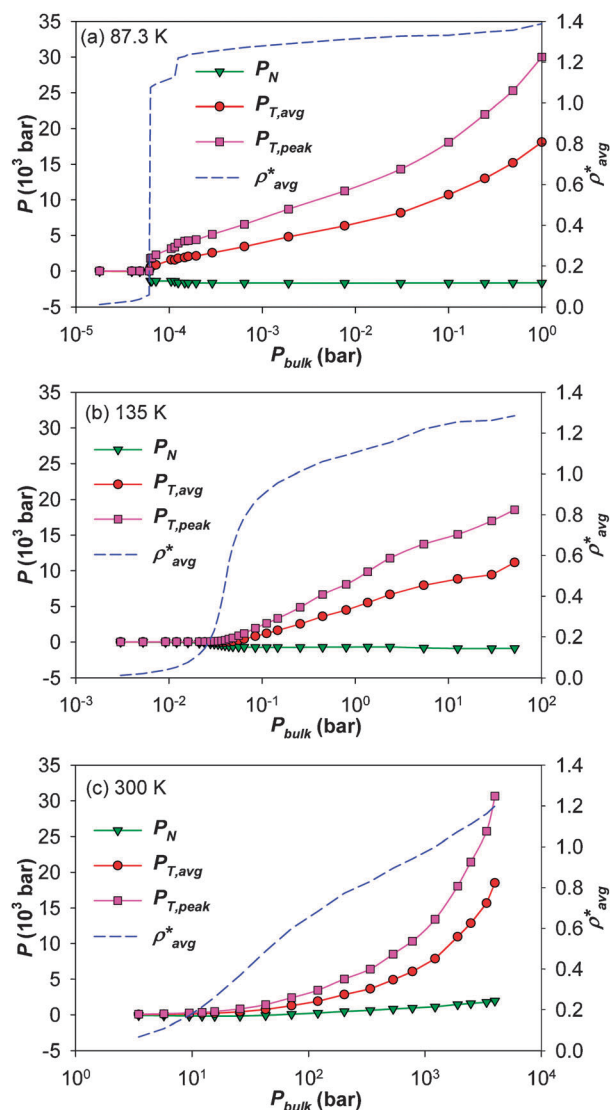 (a) 87.3 K
P_N
P_T,avg
P_T,peak
ρ*_avg
P (10³ bar)
35
30
25
20
15
10
5
0
-5
1.4
1.2
1.0
0.8
0.6
0.4
0.2
0.0
ρ*_avg
10⁻⁵
10⁻⁴
10⁻³
10⁻²
10⁻¹
10⁰
P_bulk (bar)
(b) 135 K
P_N
P_T,avg
P_T,peak
ρ*_avg
P (10³ bar)
35
30
25
20
15
10
5
0
-5
1.4
1.2
1.0
0.8
0.6
0.4
0.2
0.0
ρ*_avg
10⁻³
10⁻²
10⁻¹
10⁰
10¹
10²
P_bulk (bar)
(c) 300 K
P_N
P_T,avg
P_T,peak
ρ*_avg
P (10³ bar)
35
30
25
20
15
10
5
0
-5
1.4
1.2
1.0
0.8
0.6
0.4
0.2
0.0
ρ*_avg
10⁰
10¹
10²
10³
10⁴
P_bulk (bar)